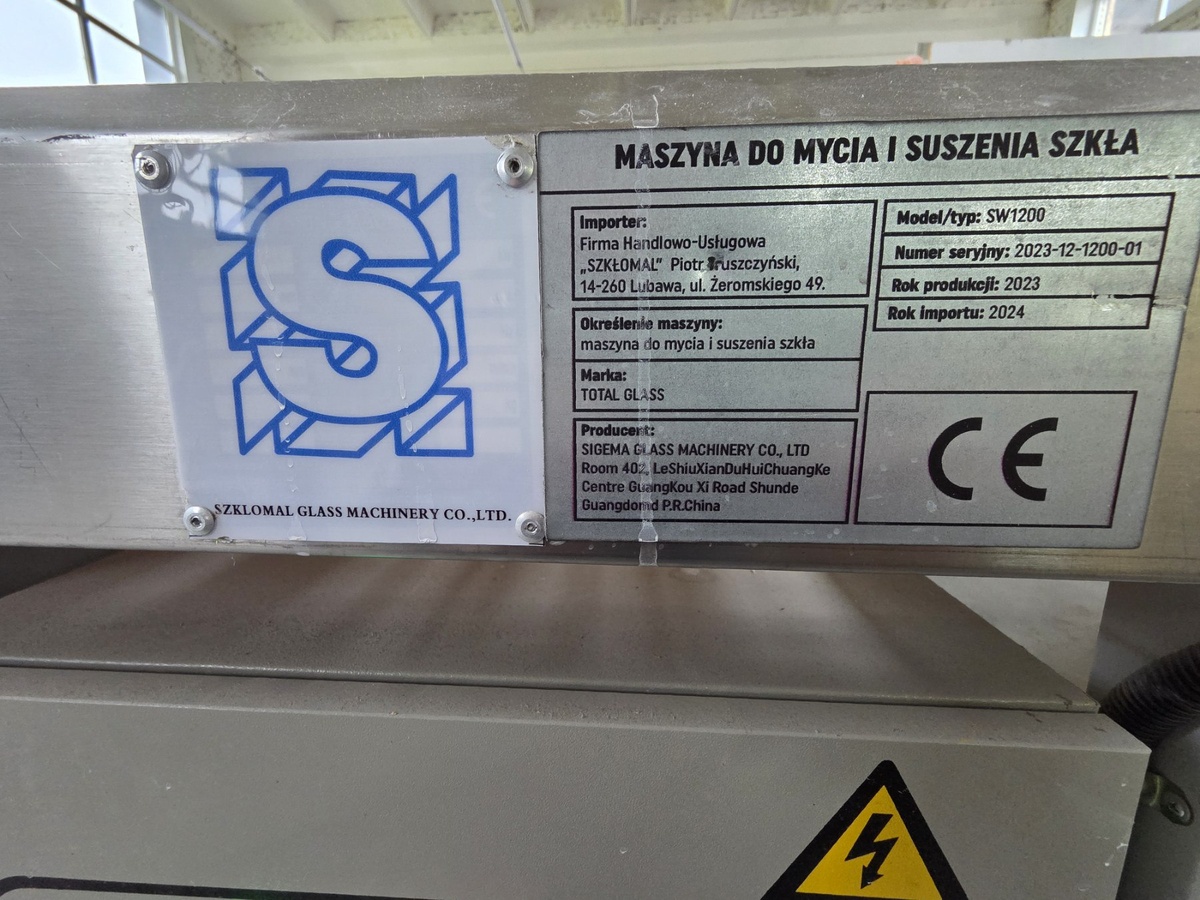 SZKLOMAL GLASS MACHINERY CO.,LTD.
MASZYNA DO MYCIA I SUSZENIA SZKŁA
Importer:
Firma Handlowo-Usługowa
„SZKŁOMAL” Piotr
14-260 Lubawa, ul. Żeromskiego 49.
Określenie maszyny:
maszyna do mycia i suszenia szkła
Marka:
TOTAL GLASS
Producent:
SIGEMA GLASS MACHINERY CO., LTD
Room 402, LeShiuXianDuHuiChuangKe
Centre GuangKou Xi Road Shunde
Guangdomd P.R.China
Model/typ: SW1200
Numer seryjny: 2023-12-1200-01
Rok produkcji: 2023
Rok importu: 2024
CE